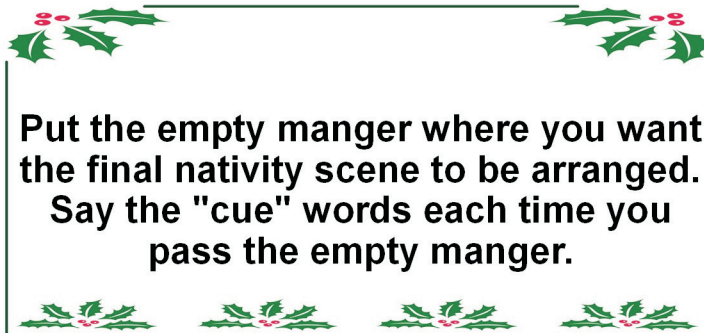 Put the empty manger where you want
the final nativity scene to be arranged.
Say the "cue" words each time you
pass the empty manger.